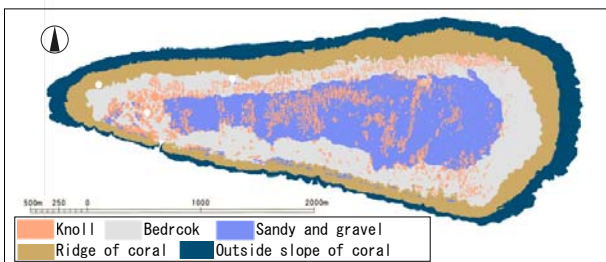 500m 250 0 1000 2000m
Knoll Bedrcok Sandy and gravel
Ridge of coral Outside slope of coral